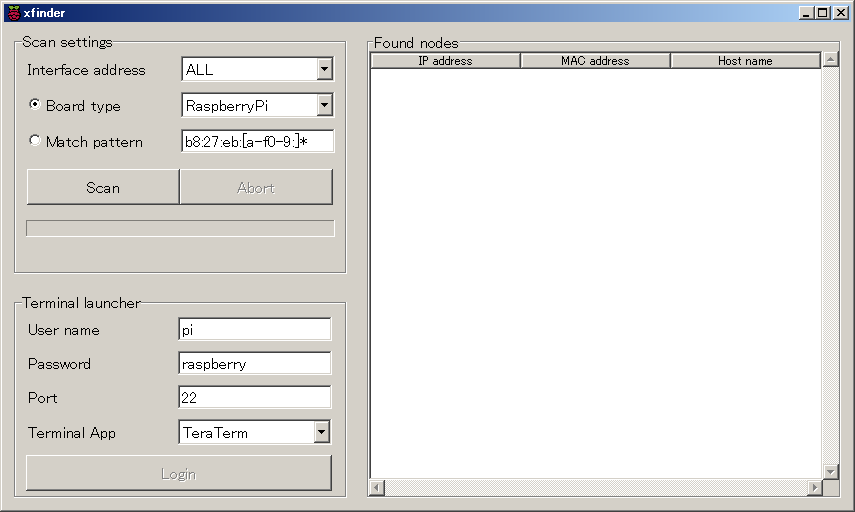 xfinder
Scan settings
Interface address ALL
Board type RaspberryPi
Match pattern b8:27:eb:[a-f0-9:]*
Scan Abort
Terminal launcher
User name pi
Password raspberry
Port 22
Terminal App TeraTerm
Login
Found nodes
IP address MAC address Host name